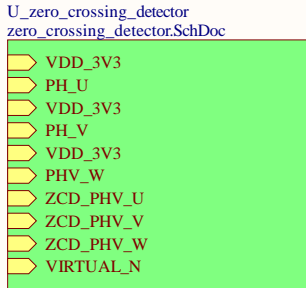 U_zero_crossing_detector
zero_crossing_detector.SchDoc
VDD_3V3
PH_U
VDD_3V3
PH_V
VDD_3V3
PHV_W
ZCD_PHV_U
ZCD_PHV_V
ZCD_PHV_W
VIRTUAL_N